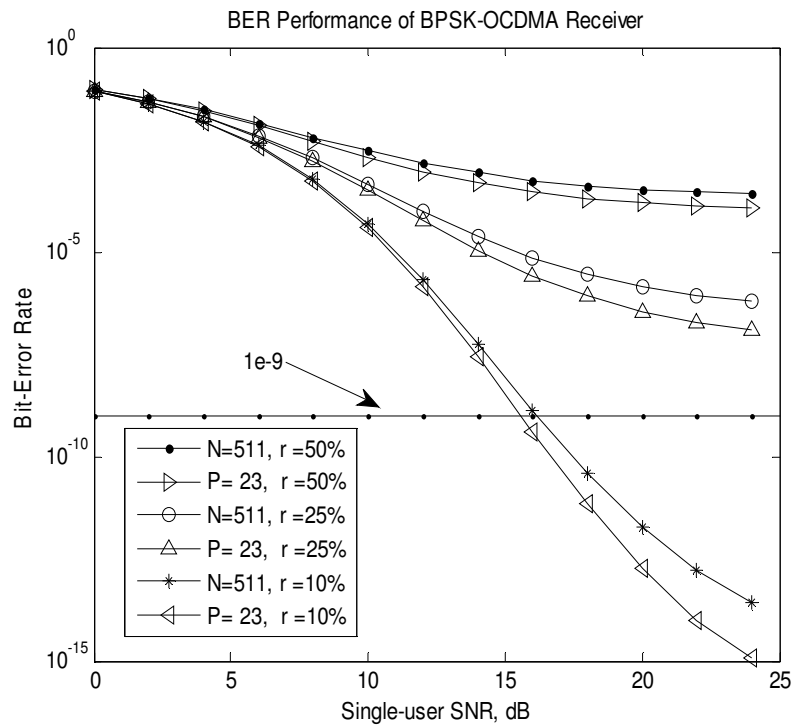 BER Performance of BPSK-OCDMA Receiver
10^0
10^-5
10^-10
10^-15
Bit-Error Rate
1e-9
N=511, r =50%
P= 23, r =50%
N=511, r =25%
P= 23, r =25%
N=511, r =10%
P= 23, r =10%
0 5 10 15 20 25
Single-user SNR, dB